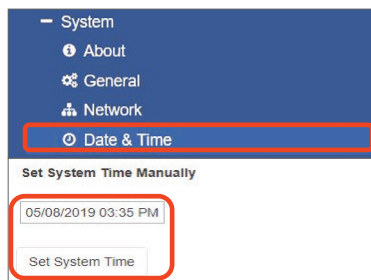 System
About
General
Network
Date & Time
Set System Time Manually
05/08/2019 03:35 PM
Set System Time